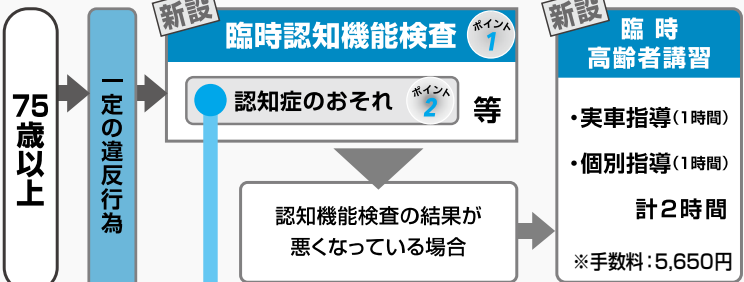 75歳以上
一定の違反行為
新設
臨時認知機能検査
ポイント
1
認知症のおそれ
ポイント
2
等
認知機能検査の結果が
悪くなっている場合
新設
臨時
高齢者講習
・実車指導(1時間)
・個別指導(1時間)
計2時間
※手数料:5,650円